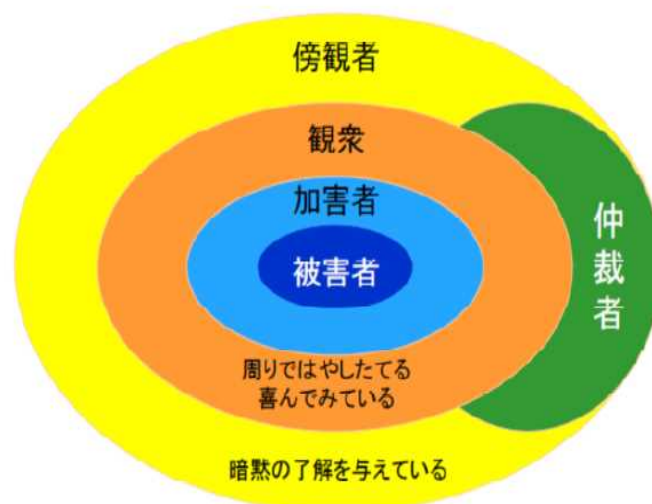 傍観者
観衆
加害者
被害者
仲裁者
周りではやしたてる
喜んでみている
暗黙の了解を与えている